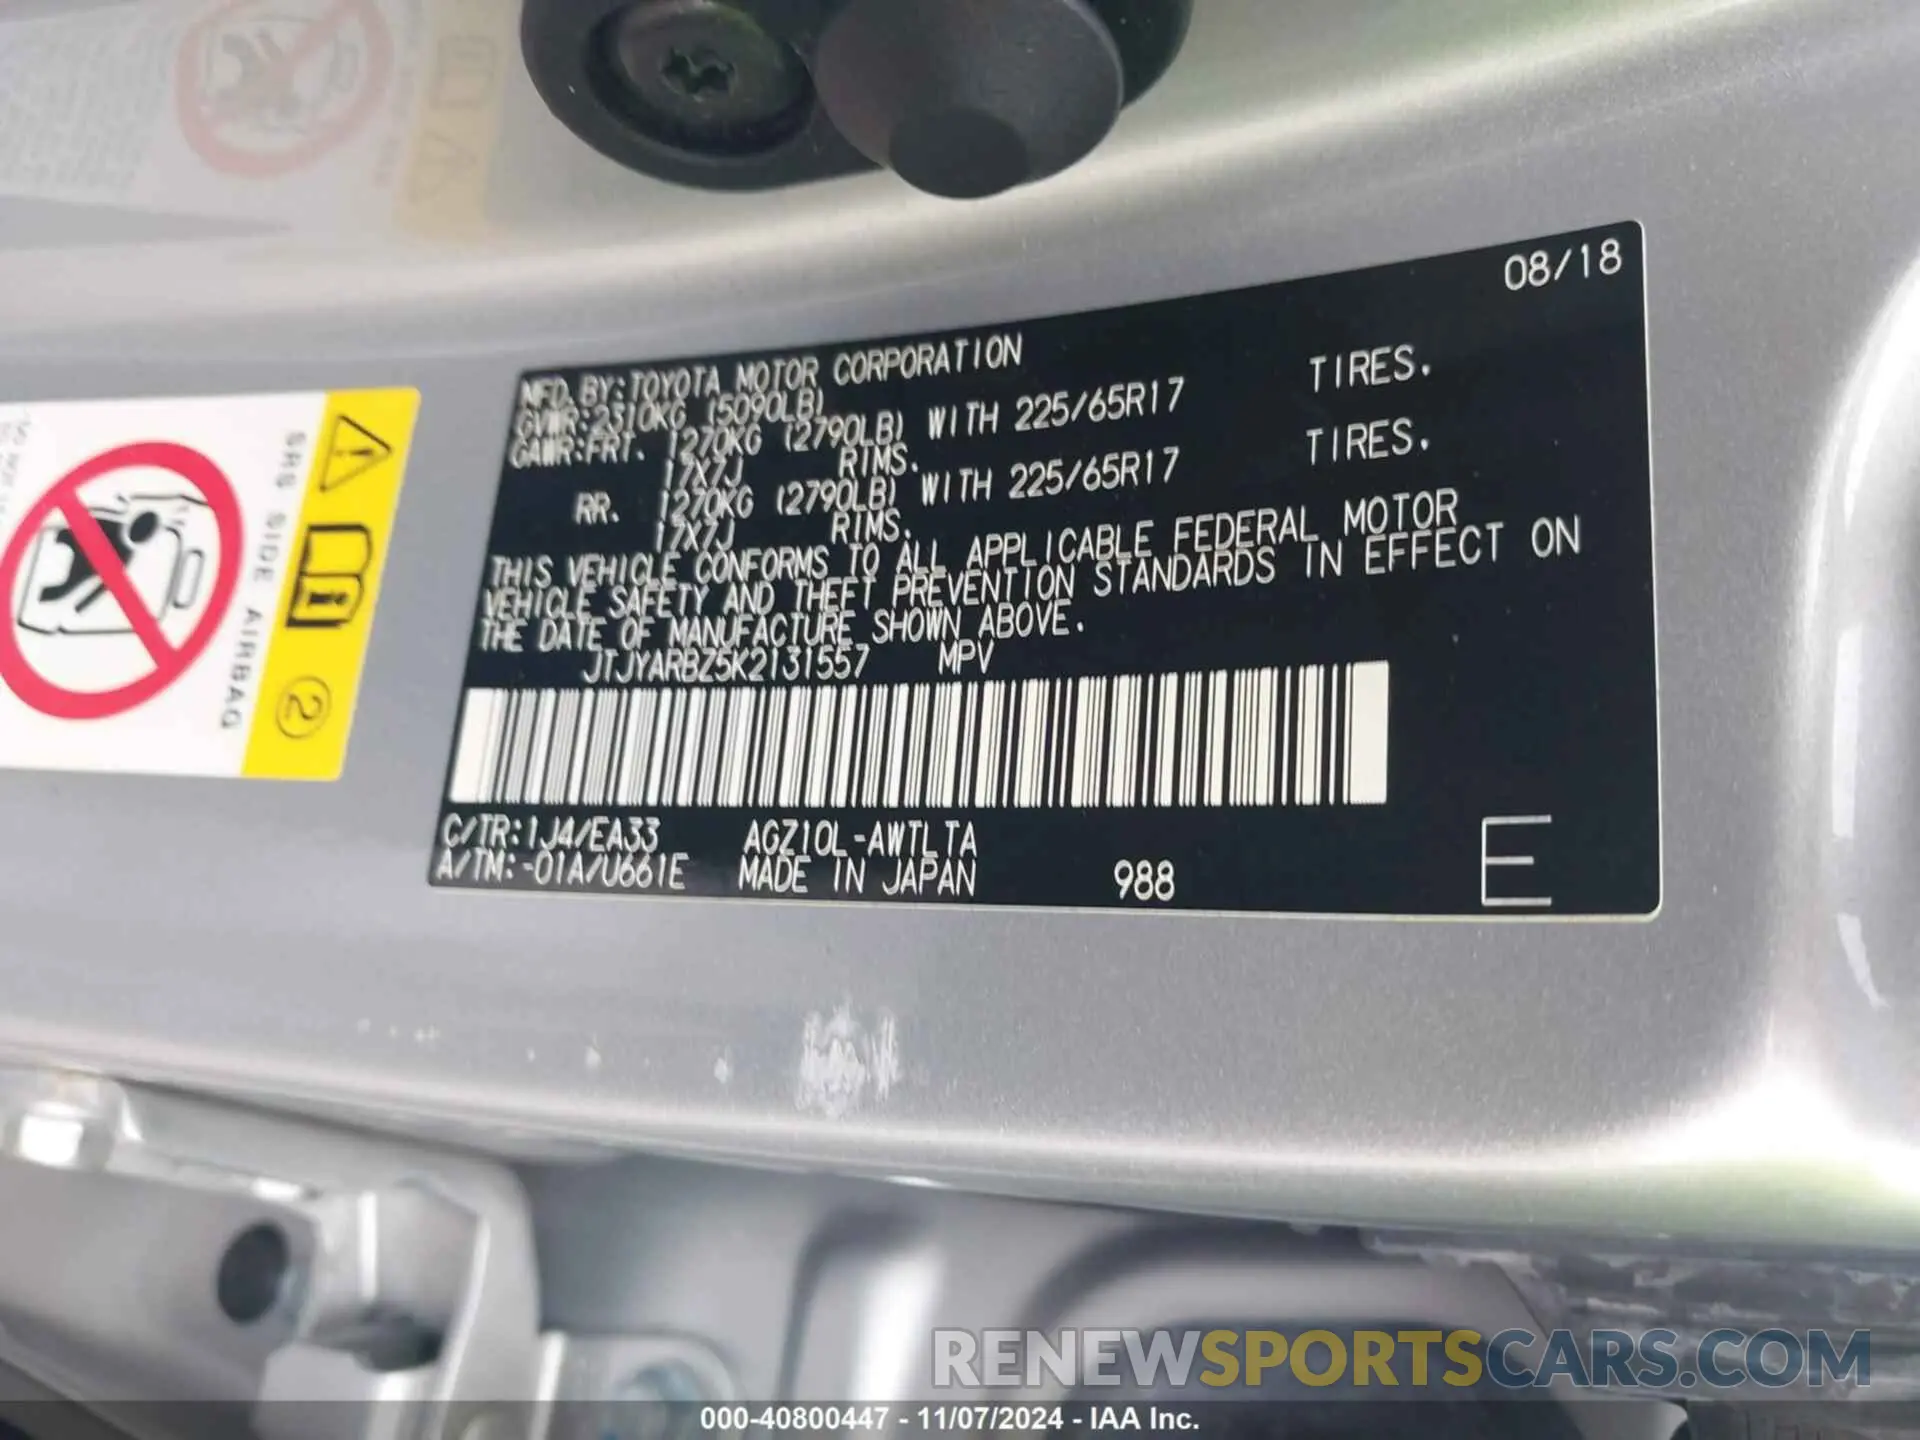 08/18
MFD.BY:TOYOTA MOTOR CORPORATION
GVWR:2310KG (5090LB)
GAWR:FRT. 1270KG (2790LB) WITH 225/65R17 TIRES.
17X7J RIMS.
RR. 1270KG (2790LB) WITH 225/65R17 TIRES.
17X7J RIMS.
THIS VEHICLE CONFORMS TO ALL APPLICABLE FEDERAL MOTOR
VEHICLE SAFETY AND THEFT PREVENTION STANDARDS IN EFFECT ON
THE DATE OF MANUFACTURE SHOWN ABOVE.
JTJYARBZ5K2131557 MPV
C/TR:1J4/EA33 AGZ10L-AWTLTA
A/TM:-01A/U661E MADE IN JAPAN 988 E
SRS SIDE AIRBAG
2
RENEWSPORTSCARS.COM
000-40800447 - 11/07/2024 - IAA Inc.